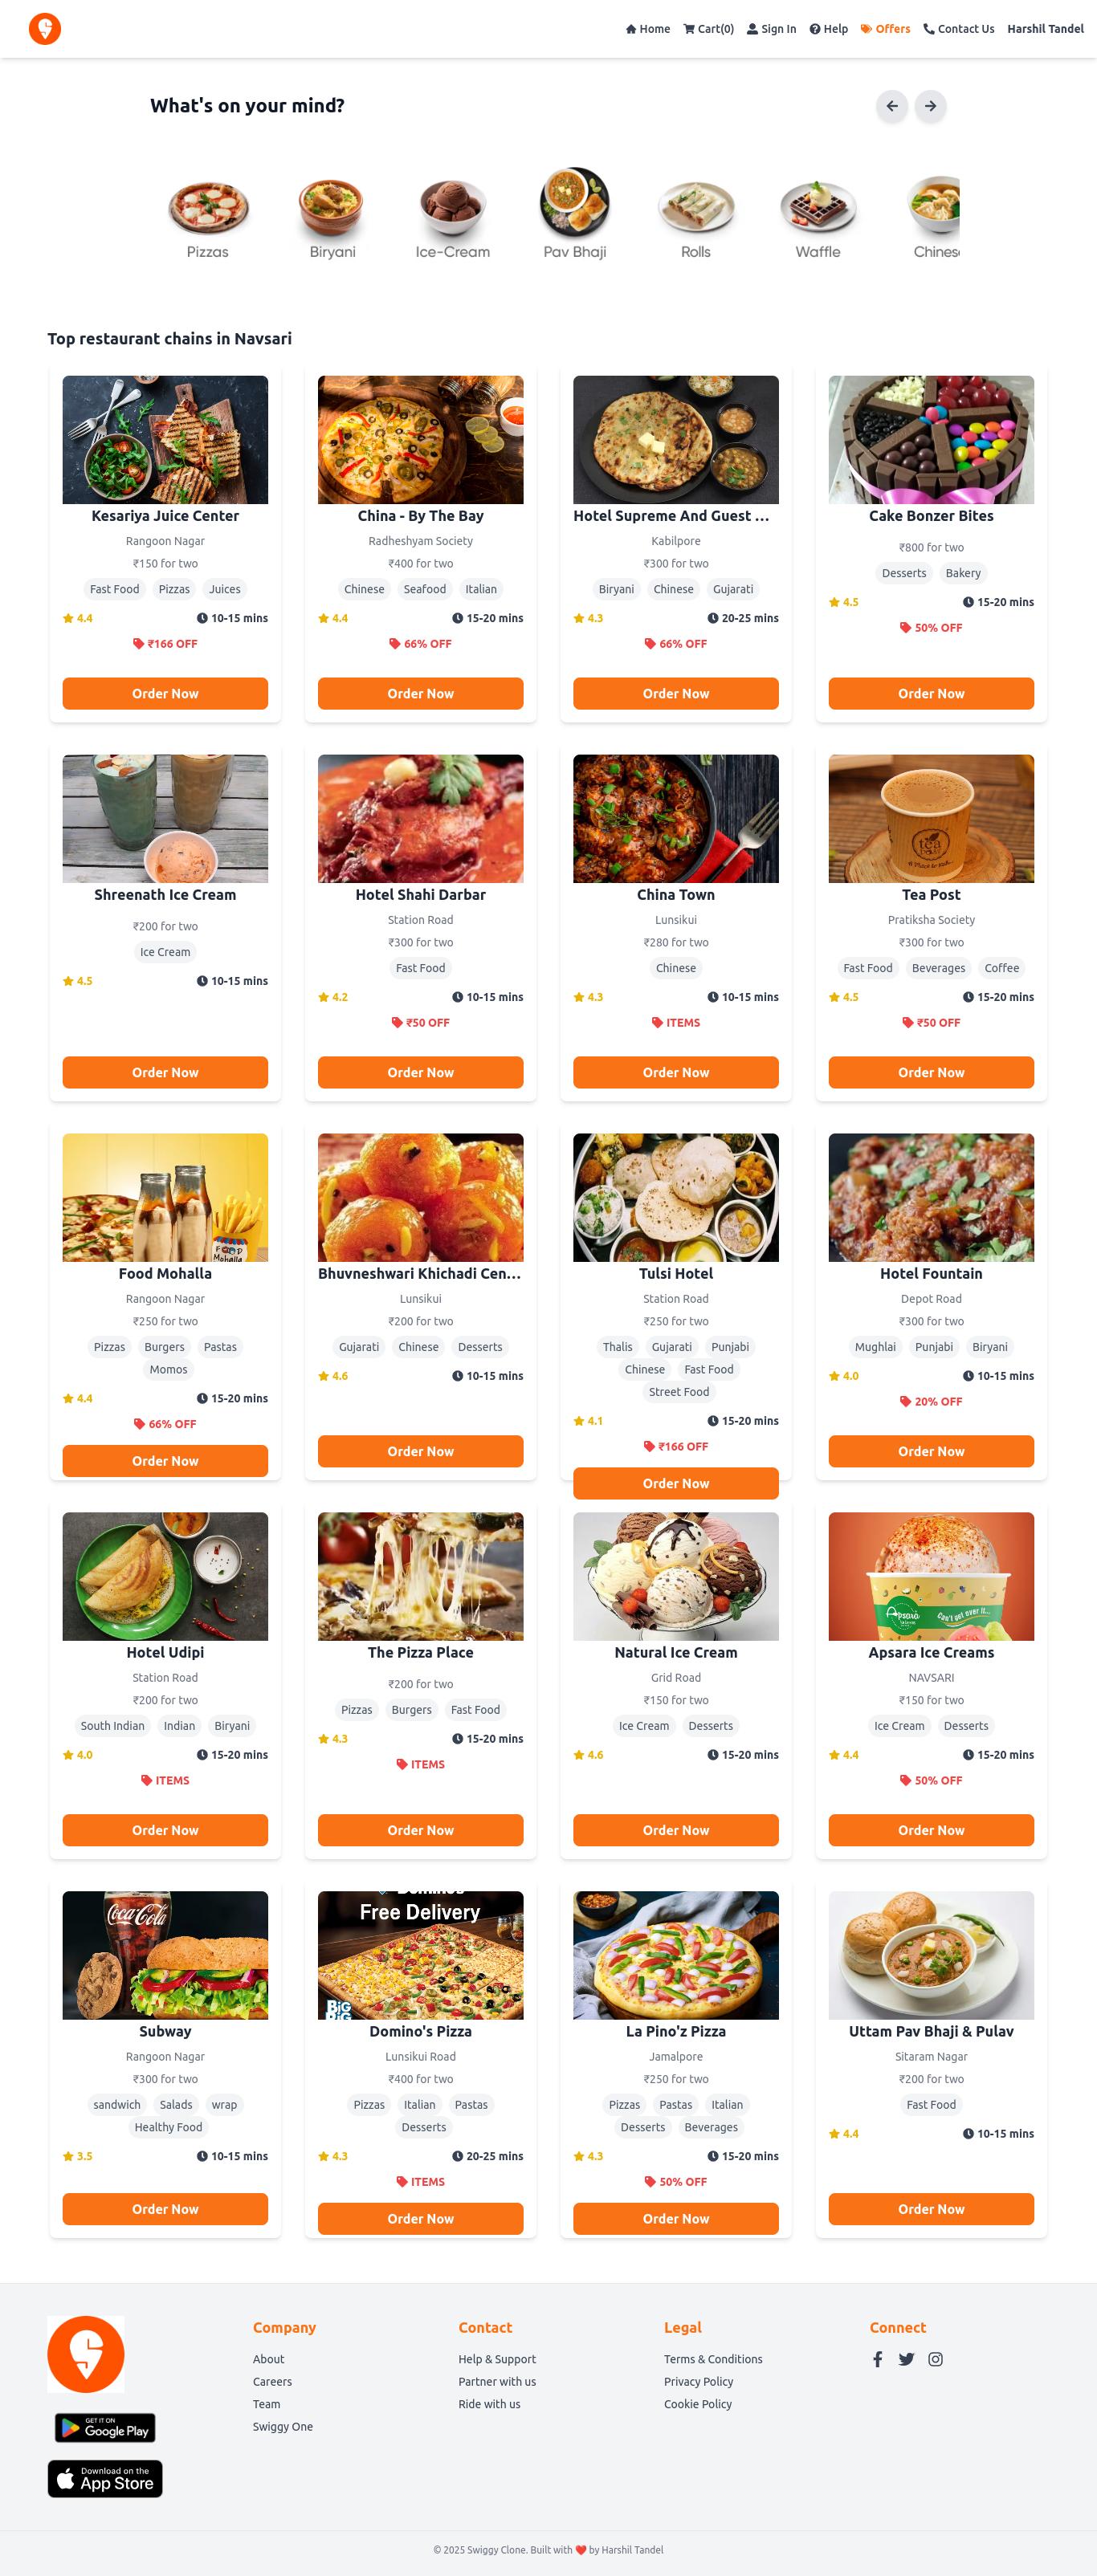 Home Cart(0) Sign In Help Offers Contact Us Harshil Tandel
What's on your mind?
Pizzas Biryani Ice-Cream Pav Bhaji Rolls Waffle Chinese
Top restaurant chains in Navsari
Kesariya Juice Center
Rangoon Nagar
₹150 for two
Fast Food Pizzas Juices
4.4 10-15 mins
₹166 OFF
Order Now
China - By The Bay
Radheshyam Society
₹400 for two
Chinese Seafood Italian
4.4 15-20 mins
66% OFF
Order Now
Hotel Supreme And Guest ...
Kabilpore
₹300 for two
Biryani Chinese Gujarati
4.3 20-25 mins
66% OFF
Order Now
Cake Bonzer Bites
₹800 for two
Desserts Bakery
4.5 15-20 mins
50% OFF
Order Now
Shreenath Ice Cream
₹200 for two
Ice Cream
4.5 10-15 mins
Order Now
Hotel Shahi Darbar
Station Road
₹300 for two
Fast Food
4.2 10-15 mins
₹50 OFF
Order Now
China Town
Lunsikui
₹280 for two
Chinese
4.3 10-15 mins
ITEMS
Order Now
tea
Tea Post
Pratiksha Society
₹300 for two
Fast Food Beverages Coffee
4.5 15-20 mins
₹50 OFF
Order Now
FOOD
Mohalla
Food Mohalla
Rangoon Nagar
₹250 for two
Pizzas Burgers Pastas
Momos
4.4 15-20 mins
66% OFF
Order Now
Bhuvneshwari Khichadi Cen...
Lunsikui
₹200 for two
Gujarati Chinese Desserts
4.6 10-15 mins
Order Now
Tulsi Hotel
Station Road
₹250 for two
Thalis Gujarati Punjabi
Chinese Fast Food
Street Food
4.1 15-20 mins
₹166 OFF
Order Now
Hotel Fountain
Depot Road
₹300 for two
Mughlai Punjabi Biryani
4.0 10-15 mins
20% OFF
Order Now
Hotel Udipi
Station Road
₹200 for two
South Indian Indian Biryani
4.0 15-20 mins
ITEMS
Order Now
The Pizza Place
₹200 for two
Pizzas Burgers Fast Food
4.3 15-20 mins
ITEMS
Order Now
Natural Ice Cream
Grid Road
₹150 for two
Ice Cream Desserts
4.6 15-20 mins
Order Now
Apsara
Can't get over it...
Apsara Ice Creams
NAVSARI
₹150 for two
Ice Cream Desserts
4.4 15-20 mins
50% OFF
Order Now
Coca-Cola
Subway
Rangoon Nagar
₹300 for two
sandwich Salads wrap
Healthy Food
3.5 10-15 mins
Order Now
Domino's
Free Delivery
BIG
Domino's Pizza
Lunsikui Road
₹400 for two
Pizzas Italian Pastas
Desserts
4.3 20-25 mins
ITEMS
Order Now
La Pino'z Pizza
Jamalpore
₹250 for two
Pizzas Pastas Italian
Desserts Beverages
4.3 15-20 mins
50% OFF
Order Now
Uttam Pav Bhaji & Pulav
Sitaram Nagar
₹200 for two
Fast Food
4.4 10-15 mins
Order Now
GET IT ON
Google Play
Download on the
App Store
Company
About
Careers
Team
Swiggy One
Contact
Help & Support
Partner with us
Ride with us
Legal
Terms & Conditions
Privacy Policy
Cookie Policy
Connect
© 2025 Swiggy Clone. Built with ❤️ by Harshil Tandel